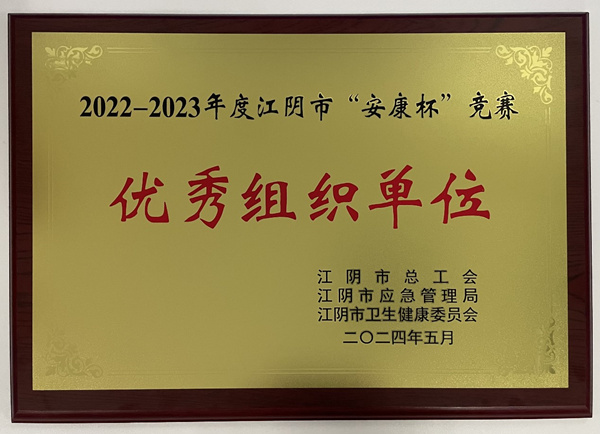 2022-2023年度江阴市“安康杯”竞赛
优秀组织单位
江阴市总工会
江阴市应急管理局
江阴市卫生健康委员会
二〇二四年五月